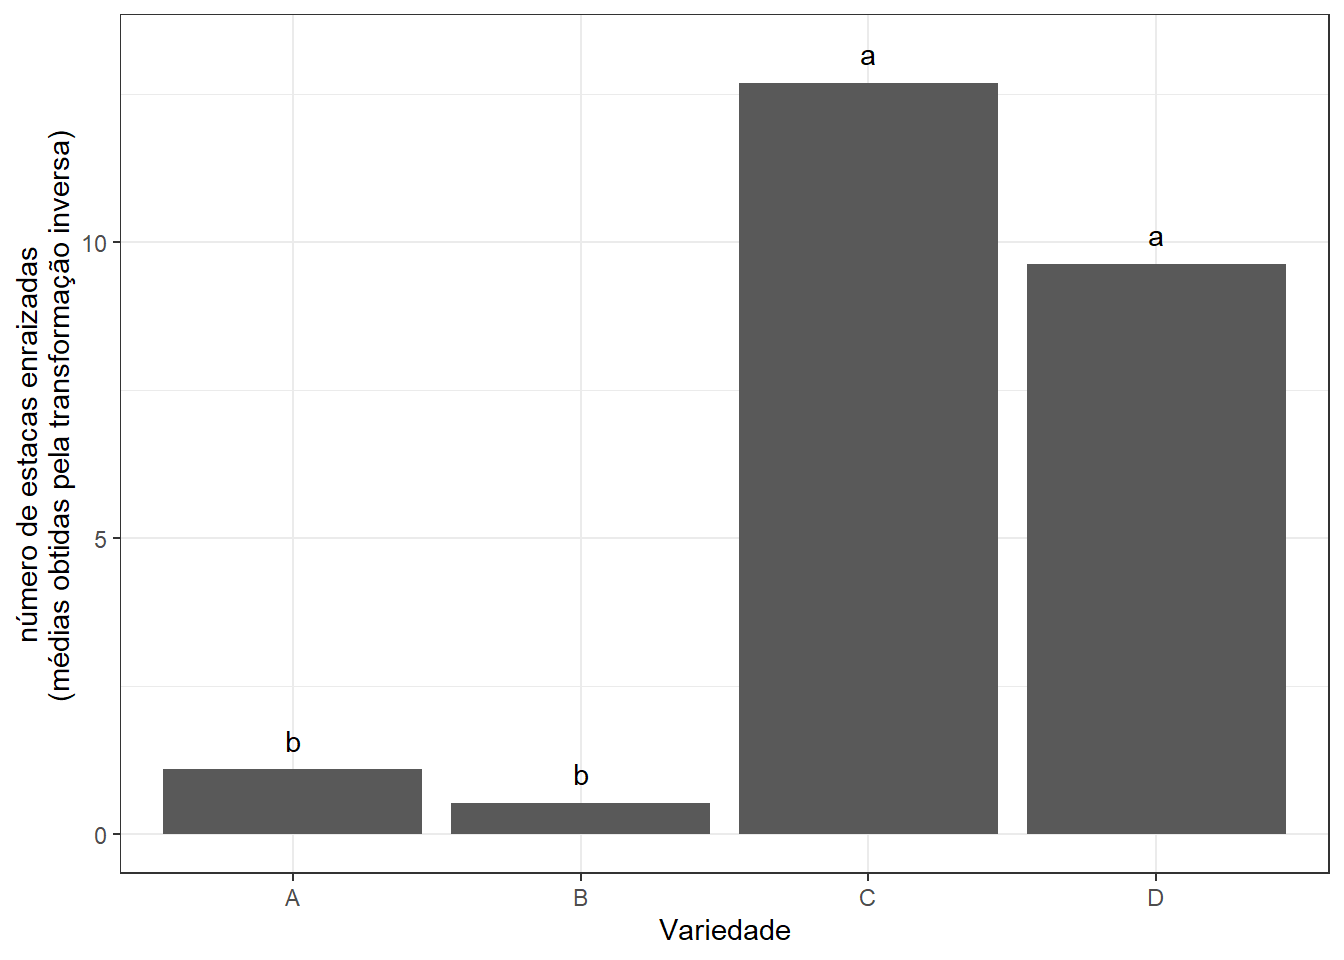 número de estacas enraizadas
(médias obtidas pela transformação inversa)
10
5
0
a
a
b
b
A B C D
Variedade